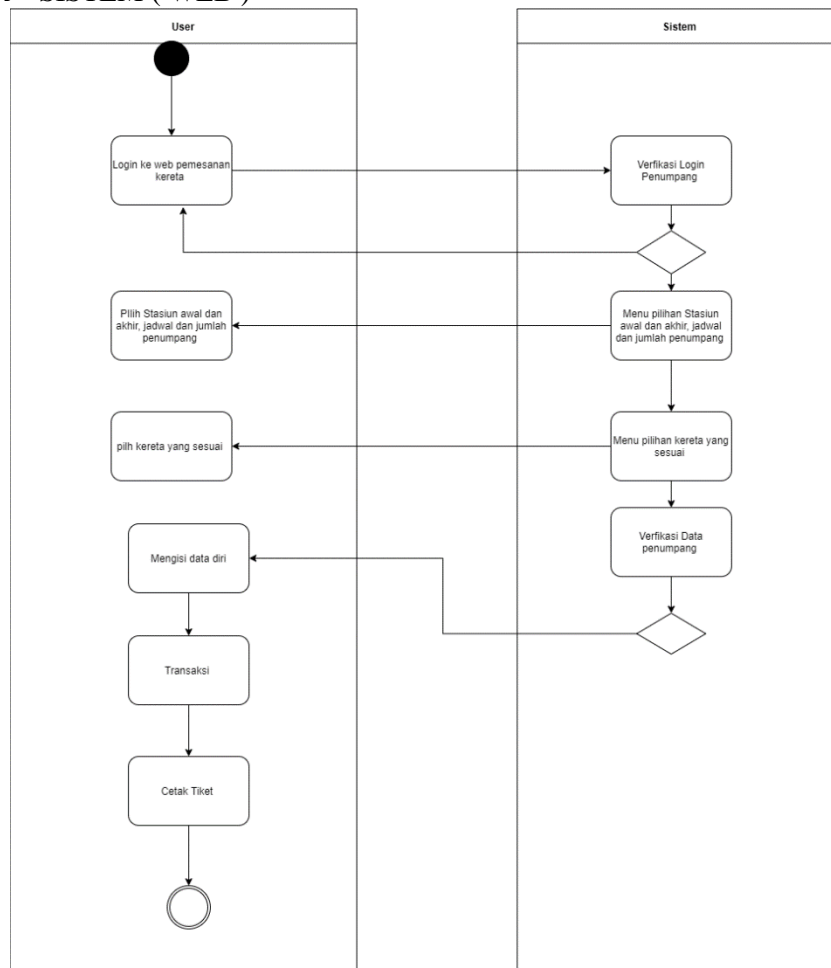 SISTEM ( WEB )
User
Sistem
Login ke web pemesanan
kereta
Verfikasi Login
Penumpang
PIlih Stasiun awal dan
akhir, jadwal dan jumlah
penumpang
Menu pilihan Stasiun
awal dan akhir, jadwal
dan jumlah penumpang
pilh kereta yang sesuai
Menu pilihan kereta yang
sesuai
Verfikasi Data
penumpang
Mengisi data diri
Transaksi
Cetak Tiket